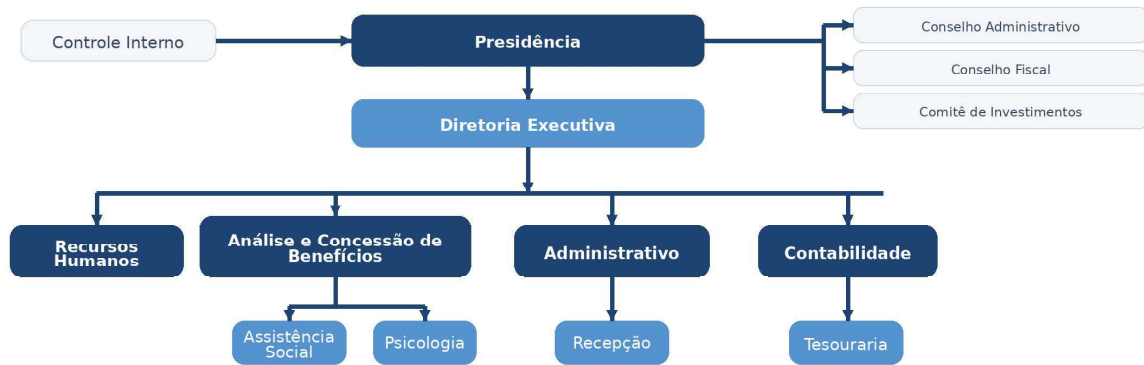 Controle Interno
Presidência
Conselho Administrativo
Conselho Fiscal
Comitê de Investimentos
Diretoria Executiva
Recursos
Humanos
Análise e Concessão de
Benefícios
Administrativo
Contabilidade
Assistência
Social
Psicologia
Recepção
Tesouraria